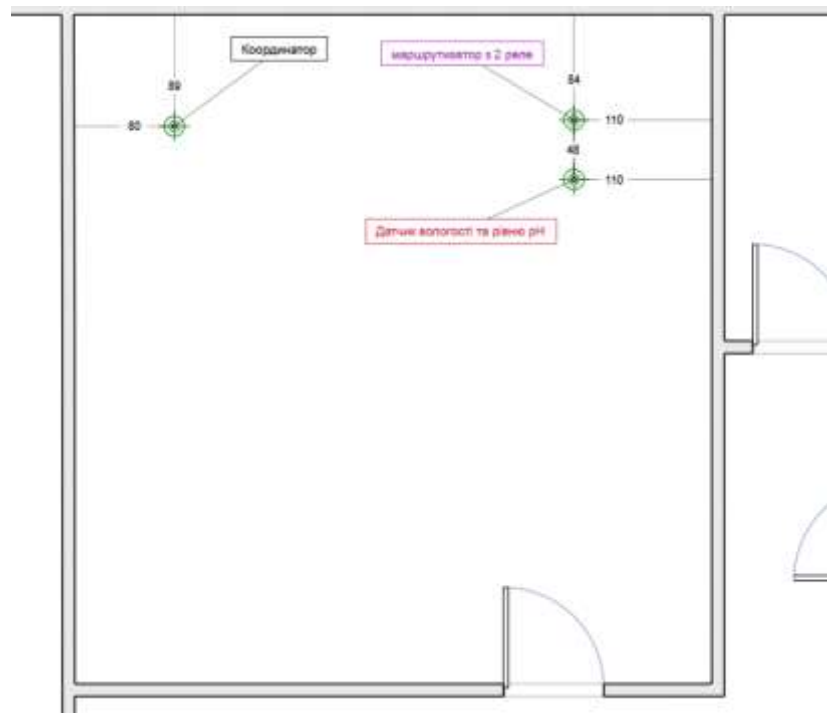 Координатор
маршрутизатор з 2 реле
89
84
80
110
48
110
Датчик вологості та рівню pH